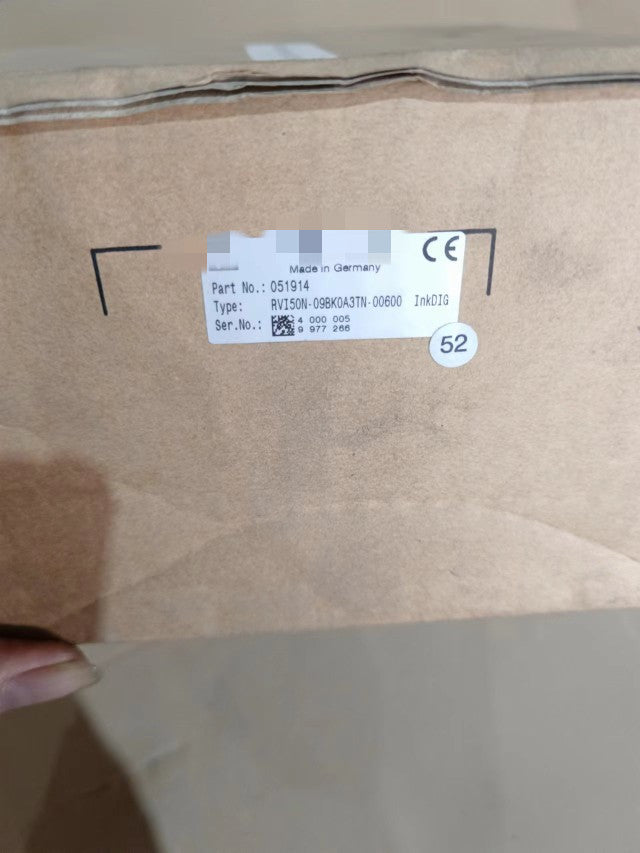 CE
Made in Germany
Part No.: 051914
Type: RVI50N-09BK0A3TN-00600 InkDIG
Ser.No.: 4 000 005
9 977 266
52